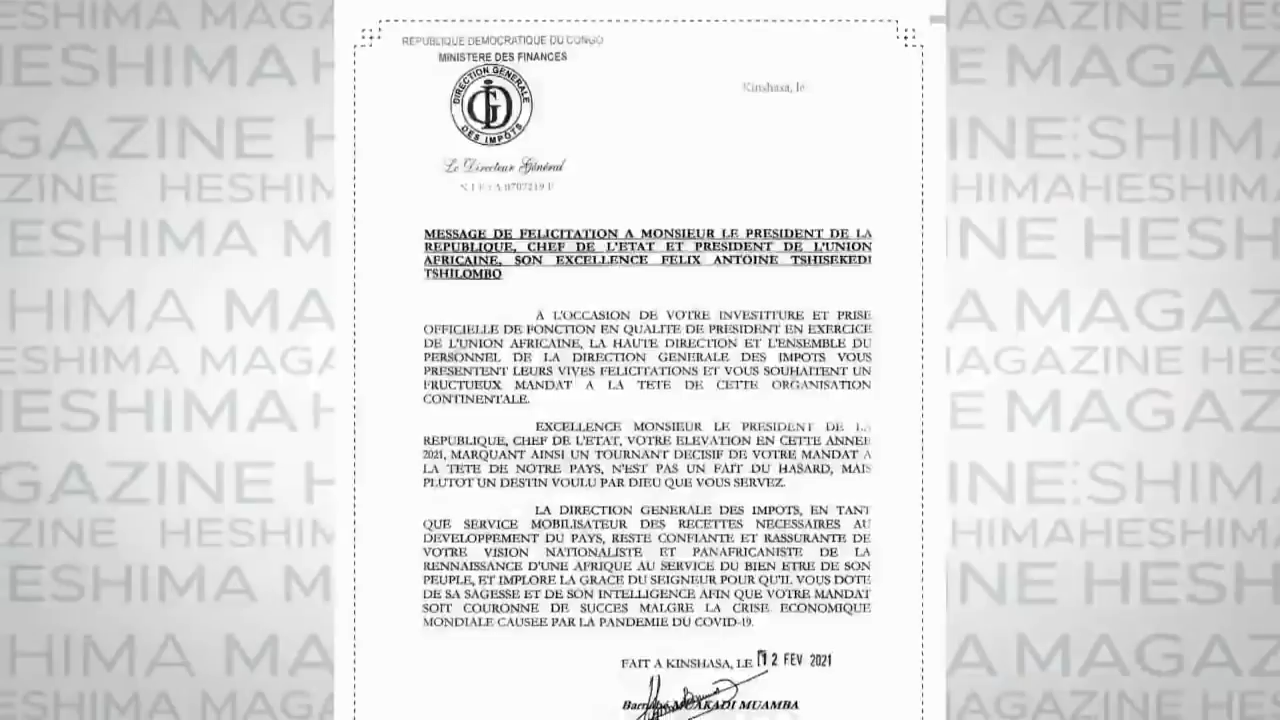 REPUBLIQUE DEMOCRATIQUE DU CONGO
MINISTERE DES FINANCES
DIRECTION GENERALE
DES IMPÔTS
Le Directeur Général
Kinshasa, le
MESSAGE DE FELICITATION A MONSIEUR LE PRESIDENT DE LA
REPUBLIQUE, CHEF DE L'ETAT ET PRESIDENT DE L'UNION
AFRICAINE, SON EXCELLENCE FELIX ANTOINE TSHISEKEDI
TSHILOMBO
A L'OCCASION DE VOTRE INVESTITURE ET PRISE
OFFICIELLE DE FONCTION EN QUALITE DE PRESIDENT EN EXERCICE
DE L'UNION AFRICAINE, LA HAUTE DIRECTION ET L'ENSEMBLE DU
PERSONNEL DE LA DIRECTION GENERALE DES IMPOTS VOUS
PRESENTENT LEURS VIVES FELICITATIONS ET VOUS SOUHAITENT UN
FRUCTUEUX MANDAT A LA TETE DE CETTE ORGANISATION
CONTINENTALE.
EXCELLENCE MONSIEUR LE PRESIDENT DE LA
REPUBLIQUE, CHEF DE L'ETAT, VOTRE ELEVATION EN CETTE ANNEE
2021, MARQUANT AINSI UN TOURNANT DECISIF DE VOTRE MANDAT A
LA TETE DE NOTRE PAYS, N'EST PAS UN FAIT DU HASARD, MAIS
PLUTOT UN DESTIN VOULU PAR DIEU QUE VOUS SERVEZ.
LA DIRECTION GENERALE DES IMPOTS, EN TANT
QUE SERVICE MOBILISATEUR DES RECETTES NECESSAIRES AU
DEVELOPPEMENT DU PAYS, RESTE CONFIANTE ET RASSURANTE DE
VOTRE VISION NATIONALISTE ET PANAFRICANISTE DE LA
RENNAISSANCE D'UNE AFRIQUE AU SERVICE DU BIEN ETRE DE SON
PEUPLE, ET IMPLORE LA GRACE DU SEIGNEUR POUR QU'IL VOUS DOTE
DE SA SAGESSE ET DE SON INTELLIGENCE AFIN QUE VOTRE MANDAT
SOIT COURONNE DE SUCCES MALGRE LA CRISE ECONOMIQUE
MONDIALE CAUSEE PAR LA PANDEMIE DU COVID-19.
FAIT A KINSHASA, LE 12 FEV 2021
MUAKADI MUAMBA
HESHIMA MAGAZINE